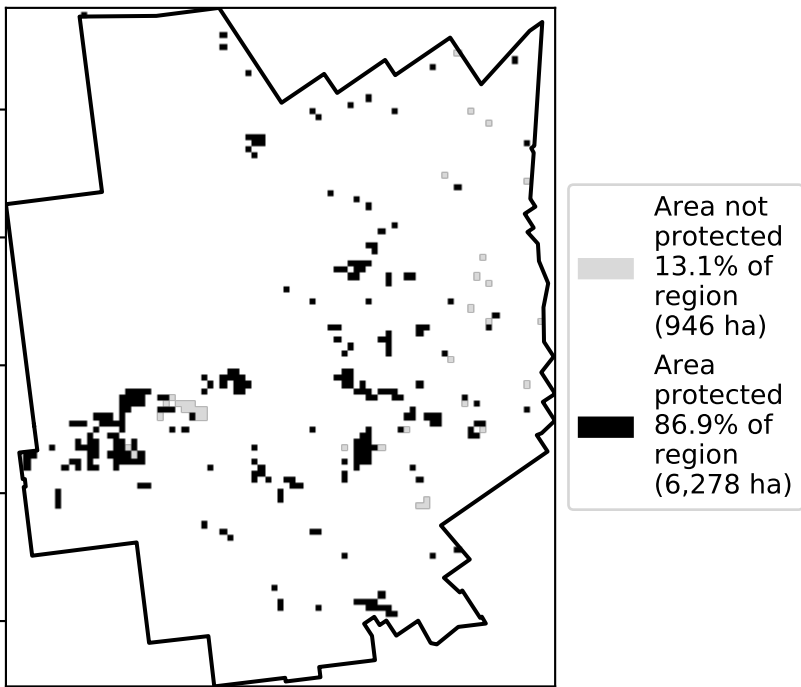 Area not
protected
13.1% of
region
(946 ha)
Area
protected
86.9% of
region
(6,278 ha)